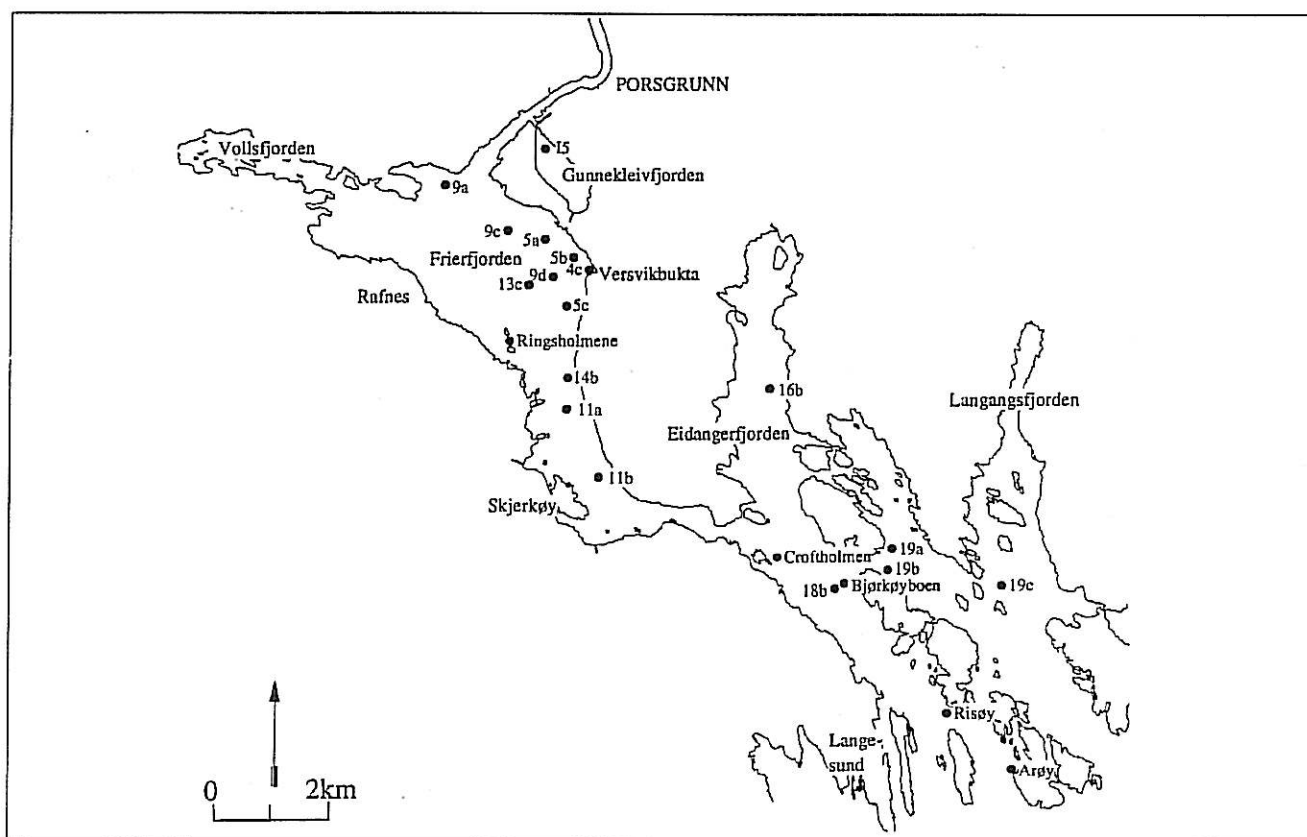 PORSGRUNN
Vollsfjorden
I5
Gunnekleivfjorden
9a
9c
5a
Frierfjorden
5b
9d
4c
Versvikbukta
13c
Rafnes
5c
Ringsholmene
14b
16b
11a
Langangsfjorden
Eidangerfjorden
11b
Skjerkøy
19a
Croftholmen
19b
18b
Bjørkøyboen
19c
Risøy
Lange-
sund
Arøy
0 2km